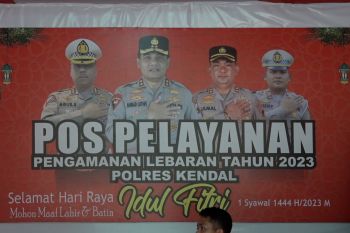 POS PELAYANAN
PENGAMANAN LEBARAN TAHUN 2023
POLRES KENDAL
Selamat Hari Raya
Idul Fitri
Mohon Maaf Lahir & Batin
1 Syawal 1444 H/2023 M